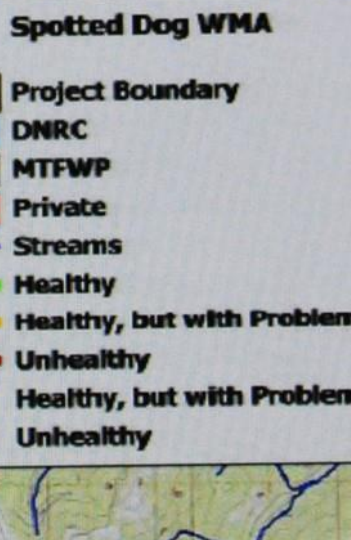 Spotted Dog WMA
Project Boundary
DNRC
MTFWP
Private
Streams
Healthy
Healthy, but with Problem
Unhealthy
Healthy, but with Problem
Unhealthy